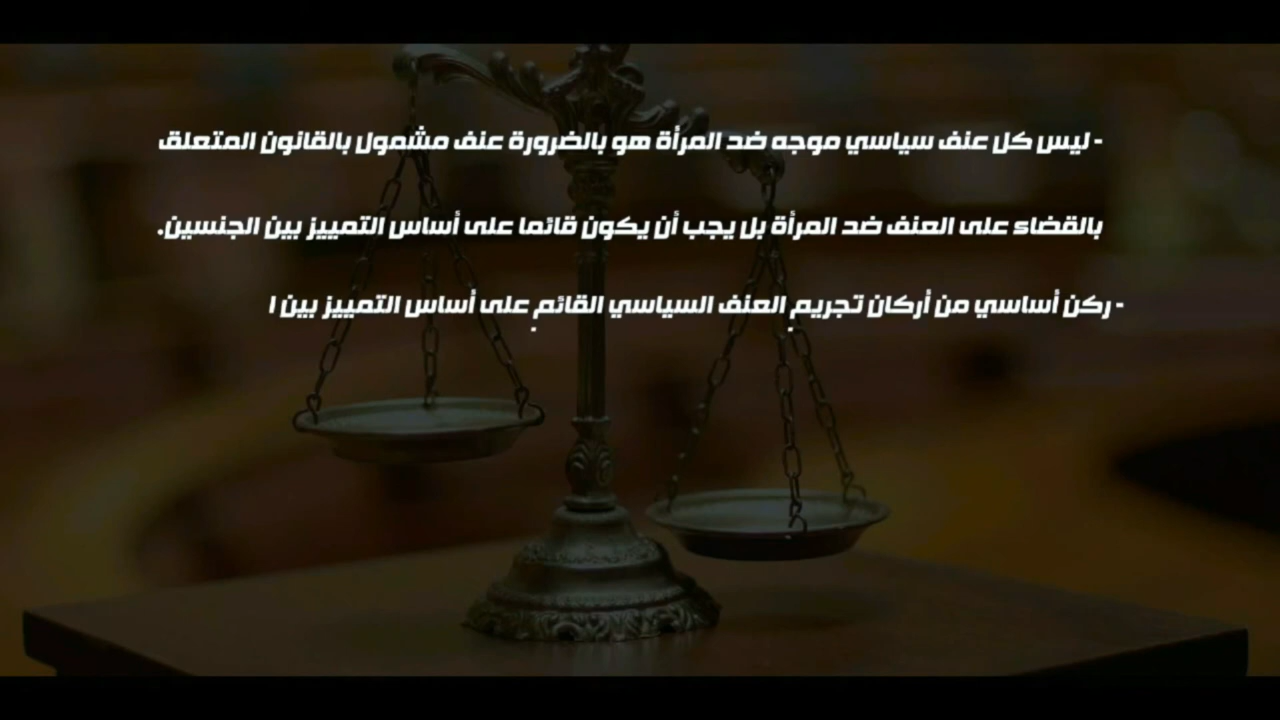 - ليس كل عنف سياسي موجه ضد المرأة هو بالضرورة عنف مشمول بالقانون المتعلق
بالقضاء على العنف ضد المرأة بل يجب أن يكون قائما على أساس التمييز بين الجنسين.
- ركن أساسي من أركان تجريم العنف السياسي القائم على أساس التمييز بين ا